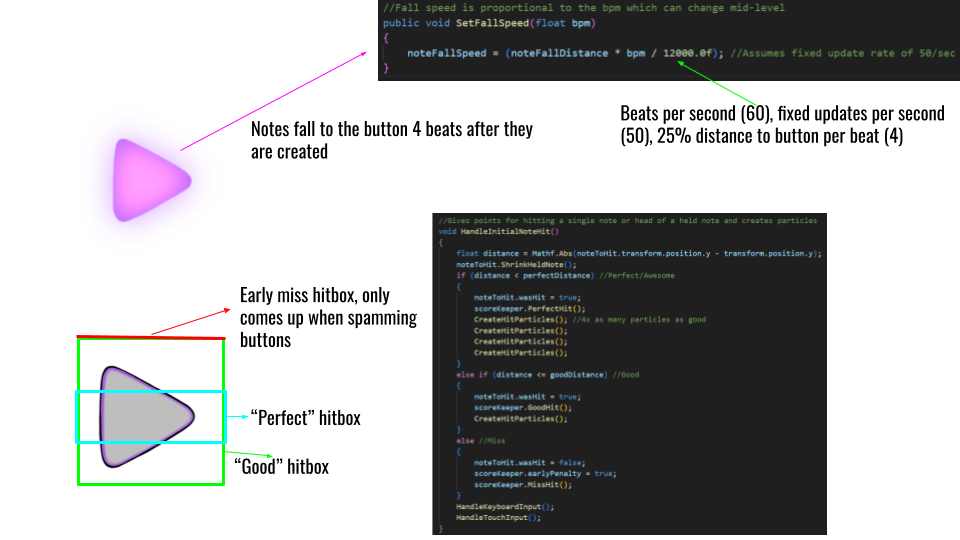 //Fall speed is proportional to the bpm which can change mid-level
public void SetFallSpeed(float bpm)
{
noteFallSpeed = (noteFallDistance * bpm / 12000.0f); //Assumes fixed update rate of 50/sec
}
Beats per second (60), fixed updates per second
(50), 25% distance to button per beat (4)
Notes fall to the button 4 beats after they
are created
//Gives points for hitting a single note or head of a held note and creates particles
void HandleInitialNoteHit()
{
float distance = Mathf.Abs(noteToHit.transform.position.y - transform.position.y);
noteToHit.ShrinkHeldNote();
if (distance < perfectDistance) //Perfect/Awesome
{
noteToHit.wasHit = true;
scoreKeeper.PerfectHit();
CreateHitParticles(); //4x as many particles as good
CreateHitParticles();
CreateHitParticles();
CreateHitParticles();
}
else if (distance <= goodDistance) //Good
{
noteToHit.wasHit = true;
scoreKeeper.GoodHit();
CreateHitParticles();
}
else //Miss
{
noteToHit.wasHit = false;
scoreKeeper.earlyPenalty = true;
scoreKeeper.MissHit();
}
HandleKeyboardInput();
HandleTouchInput();
}
Early miss hitbox, only
comes up when spamming
buttons
“Perfect” hitbox
“Good” hitbox